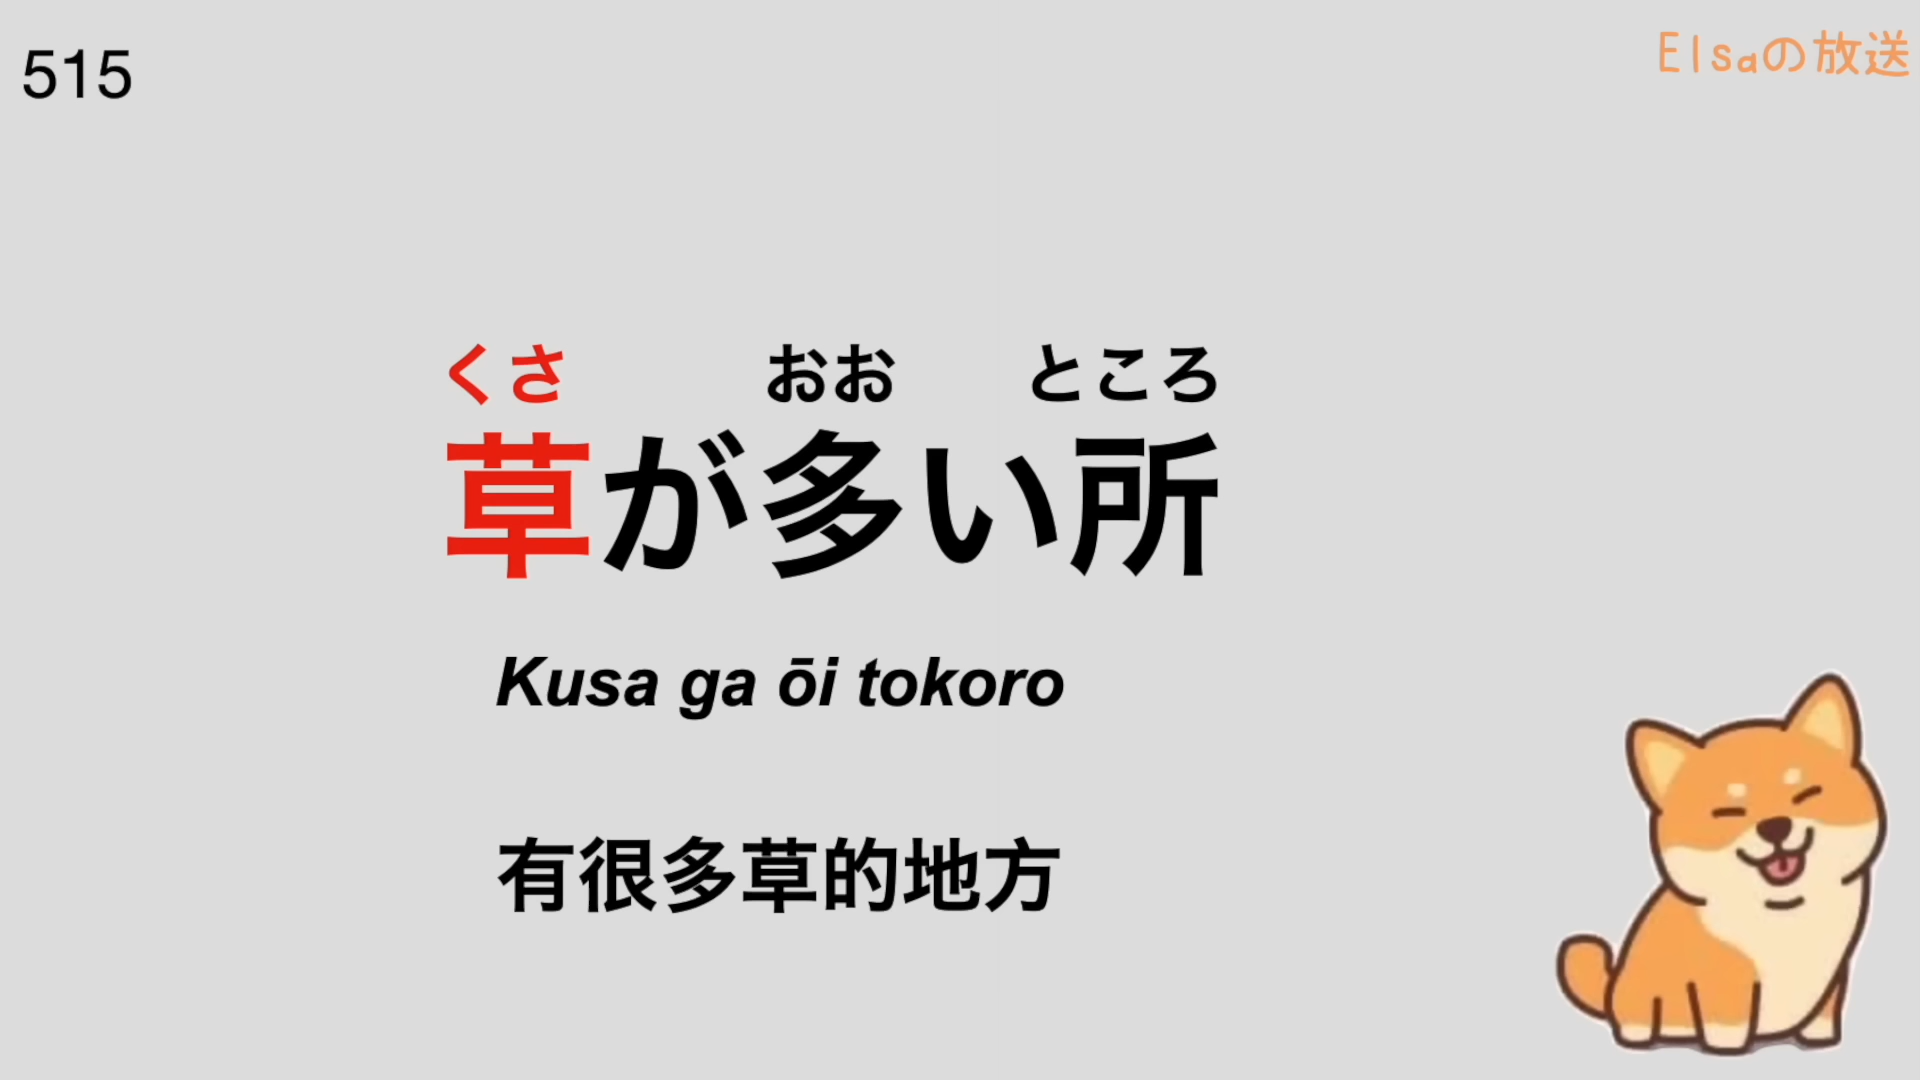 515
Elsaの放送
くさ おお ところ
草が多い所
Kusa ga ōi tokoro
有很多草的地方